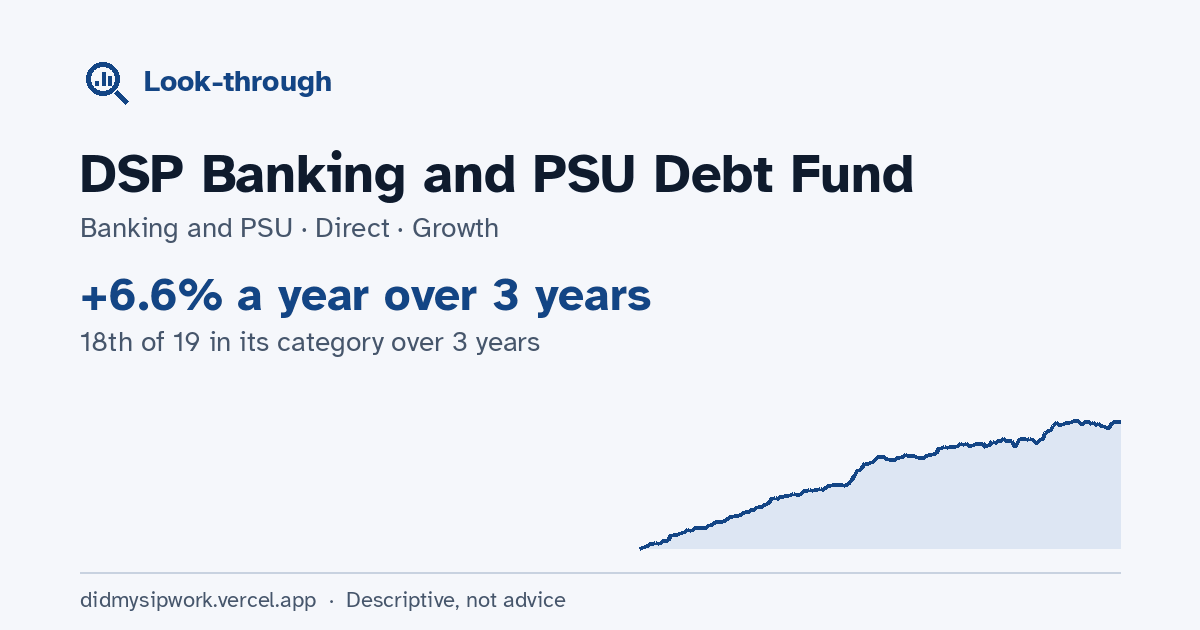 Look-through
DSP Banking and PSU Debt Fund
Banking and PSU · Direct · Growth
+6.6% a year over 3 years
18th of 19 in its category over 3 years
didmysipwork.vercel.app · Descriptive, not advice